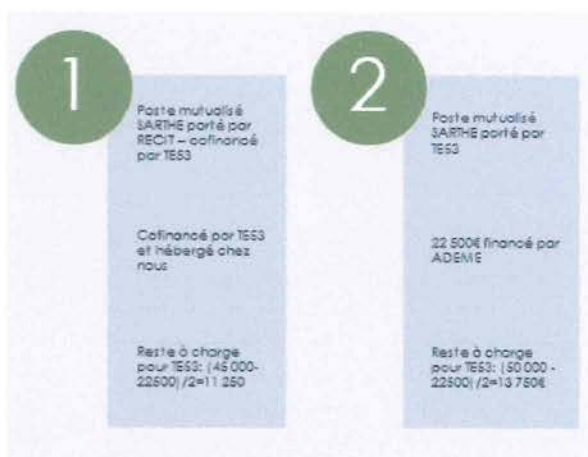 1
Poste mutualisé
SARTHE porté par
RECIT – cofinancé
par TE53
Cofinancé par TE53
et hébergé chez
nous
Reste à charge
pour TE53: (45 000-
22500) /2=11 250
2
Poste mutualisé
SARTHE porté par
TE53
22 500€ financé par
ADEME
Reste à charge
pour TE53: (50 000 -
22500) /2=13 750€